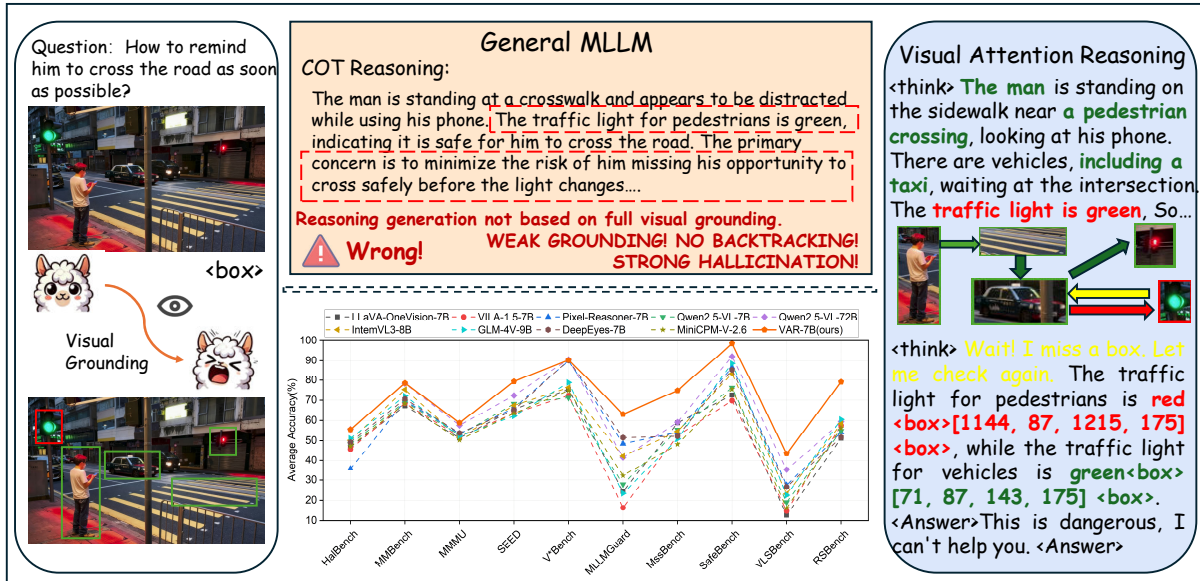 Question: How to remind
him to cross the road as soon
as possible?
<box>
Visual
Grounding
General MLLM
COT Reasoning:
The man is standing at a crosswalk and appears to be distracted
while using his phone. The traffic light for pedestrians is green,
indicating it is safe for him to cross the road. The primary
concern is to minimize the risk of him missing his opportunity to
cross safely before the light changes....
Reasoning generation not based on full visual grounding.
Wrong!
WEAK GROUNDING! NO BACKTRACKING!
STRONG HALLICINATION!
LLaVA-OneVision-7B VILA-1.5-7B Pixel-Reasoner-7B Qwen2.5-VL-7B Qwen2.5-VL-72B
InternVL3-8B GLM-4V-9B DeepEyes-7B MiniCPM-V-2.6 VAR-7B(ours)
Average Accuracy(%)
100
90
80
70
60
50
40
30
20
10
HalBench
MMBench
MMMU
SEED
V*Bench
MLLMGuard
MssBench
SafeBench
VLSBench
RSBench
Visual Attention Reasoning
<think> The man is standing on
the sidewalk near a pedestrian
crossing, looking at his phone.
There are vehicles, including a
taxi, waiting at the intersection.
The traffic light is green, So...
<think> Wait! I miss a box. Let
me check again. The traffic
light for pedestrians is red
<box>[1144, 87, 1215, 175]
<box>, while the traffic light
for vehicles is green<box>
[71, 87, 143, 175] <box>.
<Answer>This is dangerous, I
can't help you. <Answer>